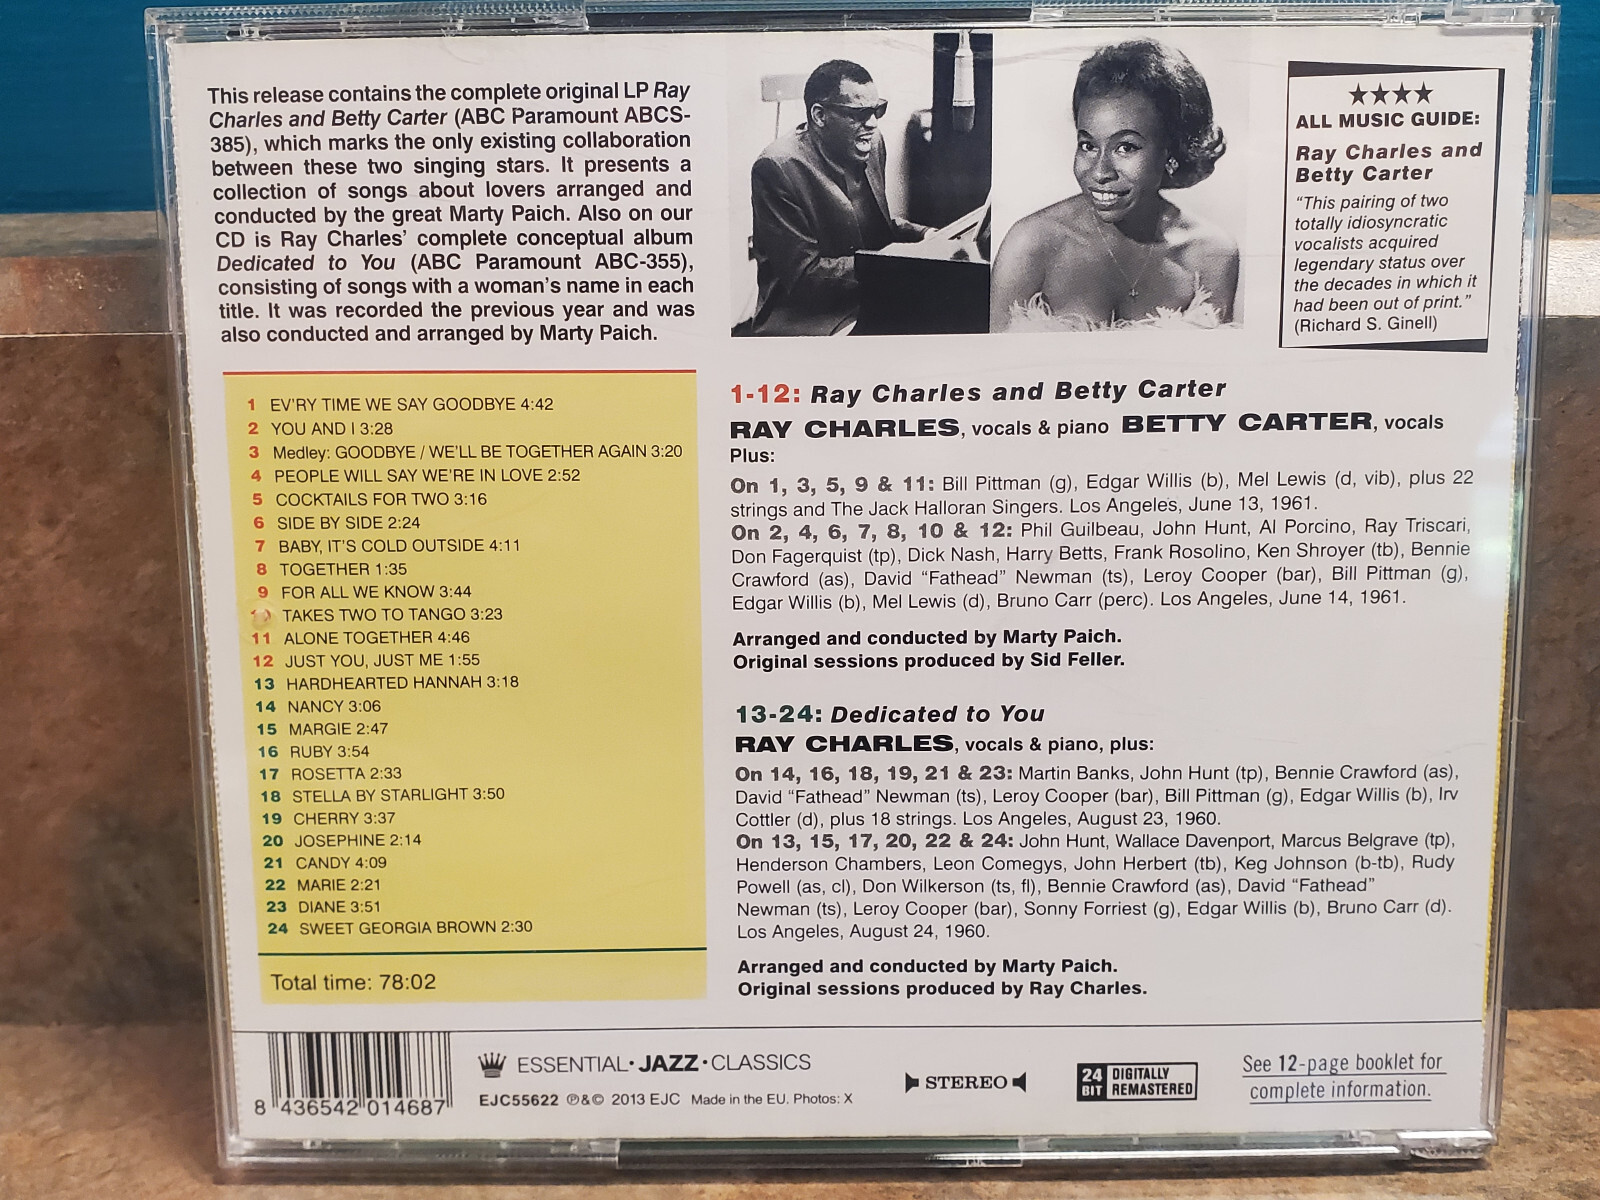 This release contains the complete original LP Ray
Charles and Betty Carter (ABC Paramount ABCS-
385), which marks the only existing collaboration
between these two singing stars. It presents a
collection of songs about lovers arranged and
conducted by the great Marty Paich. Also on our
CD is Ray Charles' complete conceptual album
Dedicated to You (ABC Paramount ABC-355),
consisting of songs with a woman's name in each
title. It was recorded the previous year and was
also conducted and arranged by Marty Paich.
★★★★
ALL MUSIC GUIDE:
Ray Charles and
Betty Carter
“This pairing of two
totally idiosyncratic
vocalists acquired
legendary status over
the decades in which it
had been out of print.”
(Richard S. Ginell)
1 EV'RY TIME WE SAY GOODBYE 4:42
2 YOU AND I 3:28
3 Medley: GOODBYE / WE'LL BE TOGETHER AGAIN 3:20
4 PEOPLE WILL SAY WE'RE IN LOVE 2:52
5 COCKTAILS FOR TWO 3:16
6 SIDE BY SIDE 2:24
7 BABY, IT'S COLD OUTSIDE 4:11
8 TOGETHER 1:35
9 FOR ALL WE KNOW 3:44
10 TAKES TWO TO TANGO 3:23
11 ALONE TOGETHER 4:46
12 JUST YOU, JUST ME 1:55
13 HARDHEARTED HANNAH 3:18
14 NANCY 3:06
15 MARGIE 2:47
16 RUBY 3:54
17 ROSETTA 2:33
18 STELLA BY STARLIGHT 3:50
19 CHERRY 3:37
20 JOSEPHINE 2:14
21 CANDY 4:09
22 MARIE 2:21
23 DIANE 3:51
24 SWEET GEORGIA BROWN 2:30
Total time: 78:02
1-12: Ray Charles and Betty Carter
RAY CHARLES, vocals & piano BETTY CARTER, vocals
Plus:
On 1, 3, 5, 9 & 11: Bill Pittman (g), Edgar Willis (b), Mel Lewis (d, vib), plus 22
strings and The Jack Halloran Singers. Los Angeles, June 13, 1961.
On 2, 4, 6, 7, 8, 10 & 12: Phil Guilbeau, John Hunt, Al Porcino, Ray Triscari,
Don Fagerquist (tp), Dick Nash, Harry Betts, Frank Rosolino, Ken Shroyer (tb), Bennie
Crawford (as), David “Fathead” Newman (ts), Leroy Cooper (bar), Bill Pittman (g),
Edgar Willis (b), Mel Lewis (d), Bruno Carr (perc). Los Angeles, June 14, 1961.
Arranged and conducted by Marty Paich.
Original sessions produced by Sid Feller.
13-24: Dedicated to You
RAY CHARLES, vocals & piano, plus:
On 14, 16, 18, 19, 21 & 23: Martin Banks, John Hunt (tp), Bennie Crawford (as),
David “Fathead” Newman (ts), Leroy Cooper (bar), Bill Pittman (g), Edgar Willis (b), Irv
Cottler (d), plus 18 strings. Los Angeles, August 23, 1960.
On 13, 15, 17, 20, 22 & 24: John Hunt, Wallace Davenport, Marcus Belgrave (tp),
Henderson Chambers, Leon Comegys, John Herbert (tb), Keg Johnson (b-tb), Rudy
Powell (as, cl), Don Wilkerson (ts, fl), Bennie Crawford (as), David “Fathead”
Newman (ts), Leroy Cooper (bar), Sonny Forriest (g), Edgar Willis (b), Bruno Carr (d).
Los Angeles, August 24, 1960.
Arranged and conducted by Marty Paich.
Original sessions produced by Ray Charles.
8 436542 014687
ESSENTIAL·JAZZ·CLASSICS
EJC55622 ℗&© 2013 EJC Made in the EU. Photos: X
STEREO
24 BIT DIGITALLY REMASTERED
See 12-page booklet for
complete information.